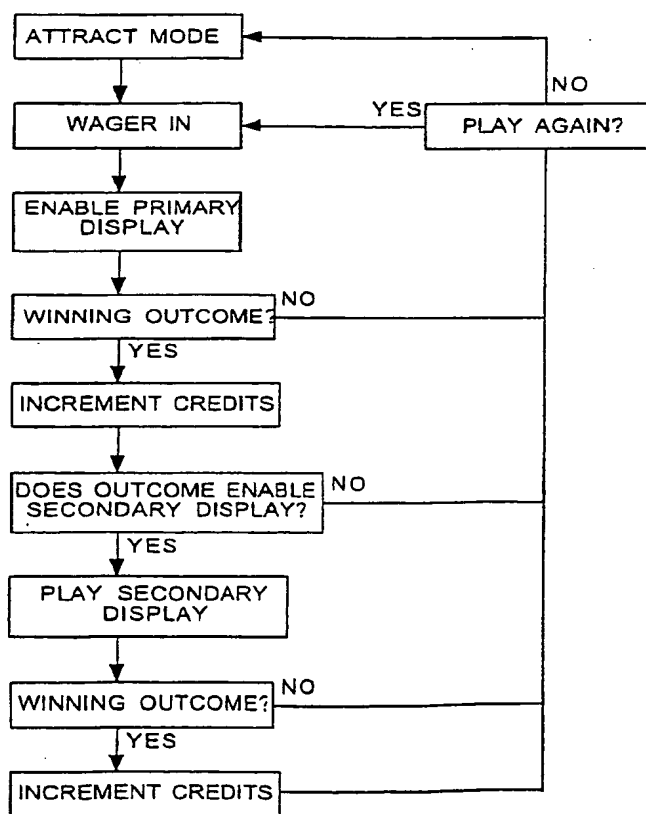 ATTRACT MODE
NO
YES
WAGER IN
PLAY AGAIN?
ENABLE PRIMARY
DISPLAY
NO
WINNING OUTCOME?
YES
INCREMENT CREDITS
DOES OUTCOME ENABLE
SECONDARY DISPLAY?
NO
YES
PLAY SECONDARY
DISPLAY
NO
WINNING OUTCOME?
YES
INCREMENT CREDITS